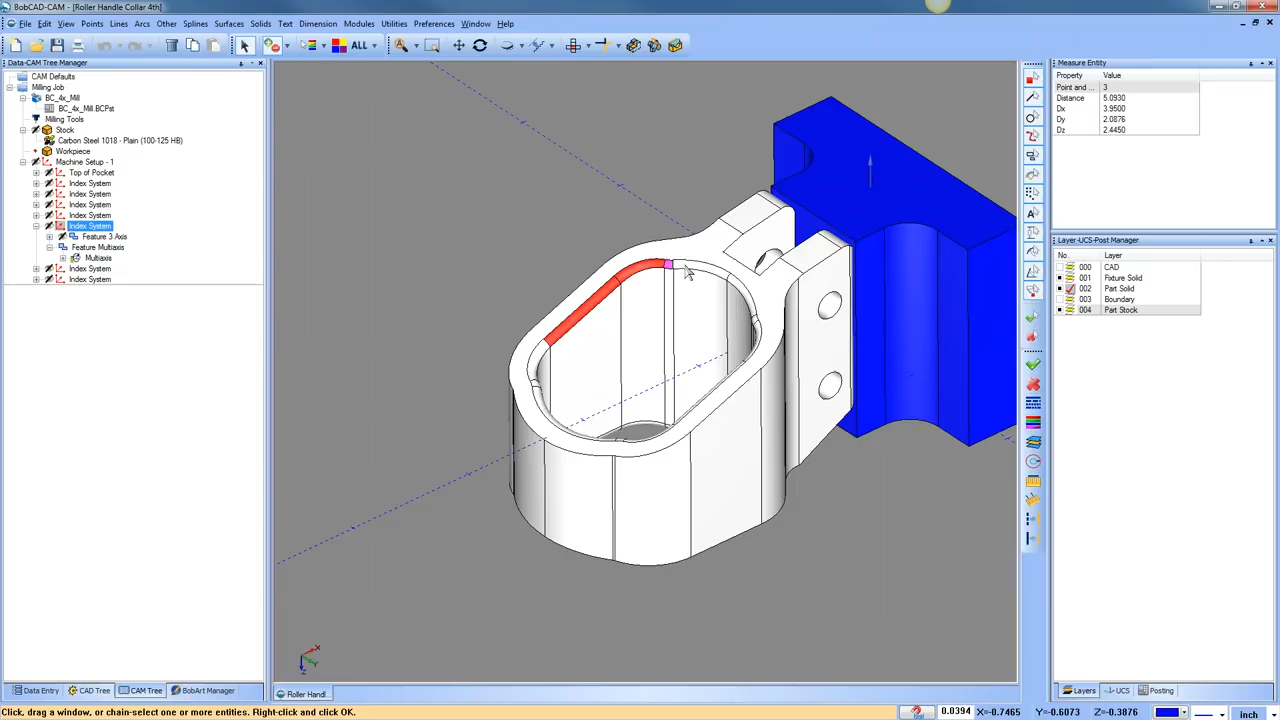 BobCAD-CAM - [Roller Handle Collar 4th]
File Edit View Points Lines Arcs Other Splines Surfaces Solids Text Dimension Modules Utilities Preferences Window Help
ALL
Data-CAM Tree Manager
CAM Defaults
Milling Job
BC_4x_Mill
BC_4x_Mill.BCPst
Milling Tools
Stock
Carbon Steel 1018 - Plain (100-125 HB)
Workpiece
Machine Setup - 1
Top of Pocket
Index System
Index System
Index System
Index System
Index System
Feature 3 Axis
Feature Multiaxis
Multiaxis
Index System
Index System
Measure Entity
Property Value
Point and ... 3
Distance 5.0930
Dx 3.9500
Dy 2.0876
Dz 2.4450
Layer-UCS-Post Manager
No. Layer
000 CAD
001 Fixture Solid
002 Part Solid
003 Boundary
004 Part Stock
X
Y
Z
A
Data Entry CAD Tree CAM Tree BobArt Manager
Roller Handl
Layers UCS Posting
Click, drag a window, or chain-select one or more entities. Right-click and click OK.
0.0394 X=-0.7465 Y=-0.6073 Z=-0.3876 inch